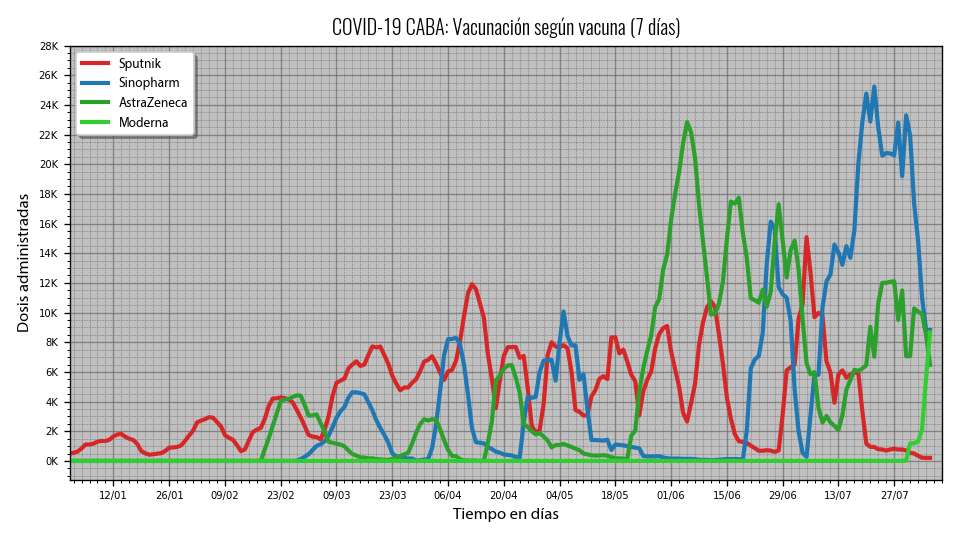 COVID-19 CABA: Vacunación según vacuna (7 días)
Sputnik
Sinopharm
AstraZeneca
Moderna
28K
26K
24K
22K
20K
18K
16K
14K
12K
10K
8K
6K
4K
2K
0K
Dosis administradas
12/01 26/01 09/02 23/02 09/03 23/03 06/04 20/04 04/05 18/05 01/06 15/06 29/06 13/07 27/07
Tiempo en días